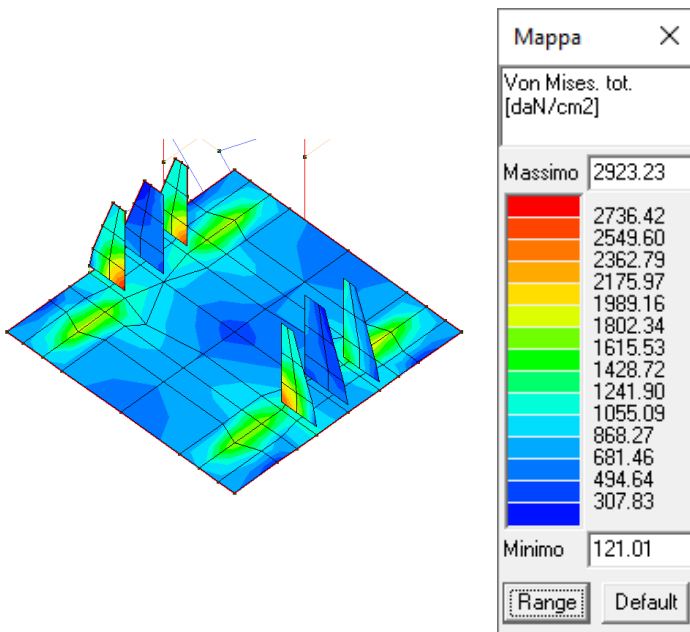 Mappa
Von Mises. tot.
[daN/cm2]
Massimo 2923.23
2736.42
2549.60
2362.79
2175.97
1989.16
1802.34
1615.53
1428.72
1241.90
1055.09
868.27
681.46
494.64
307.83
Minimo 121.01
Range Default